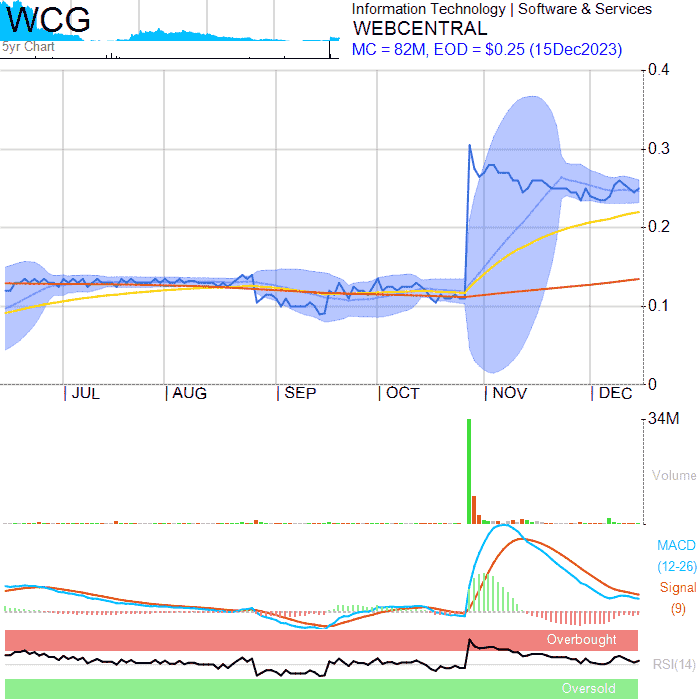 WCG
5yr Chart
Information Technology | Software & Services
WEBCENTRAL
MC = 82M, EOD = $0.25 (15Dec2023)
0.4
0.3
0.2
0.1
0
JUL AUG SEP OCT NOV DEC
34M
Volume
MACD
(12-26)
Signal
(9)
Overbought
RSI(14)
Oversold